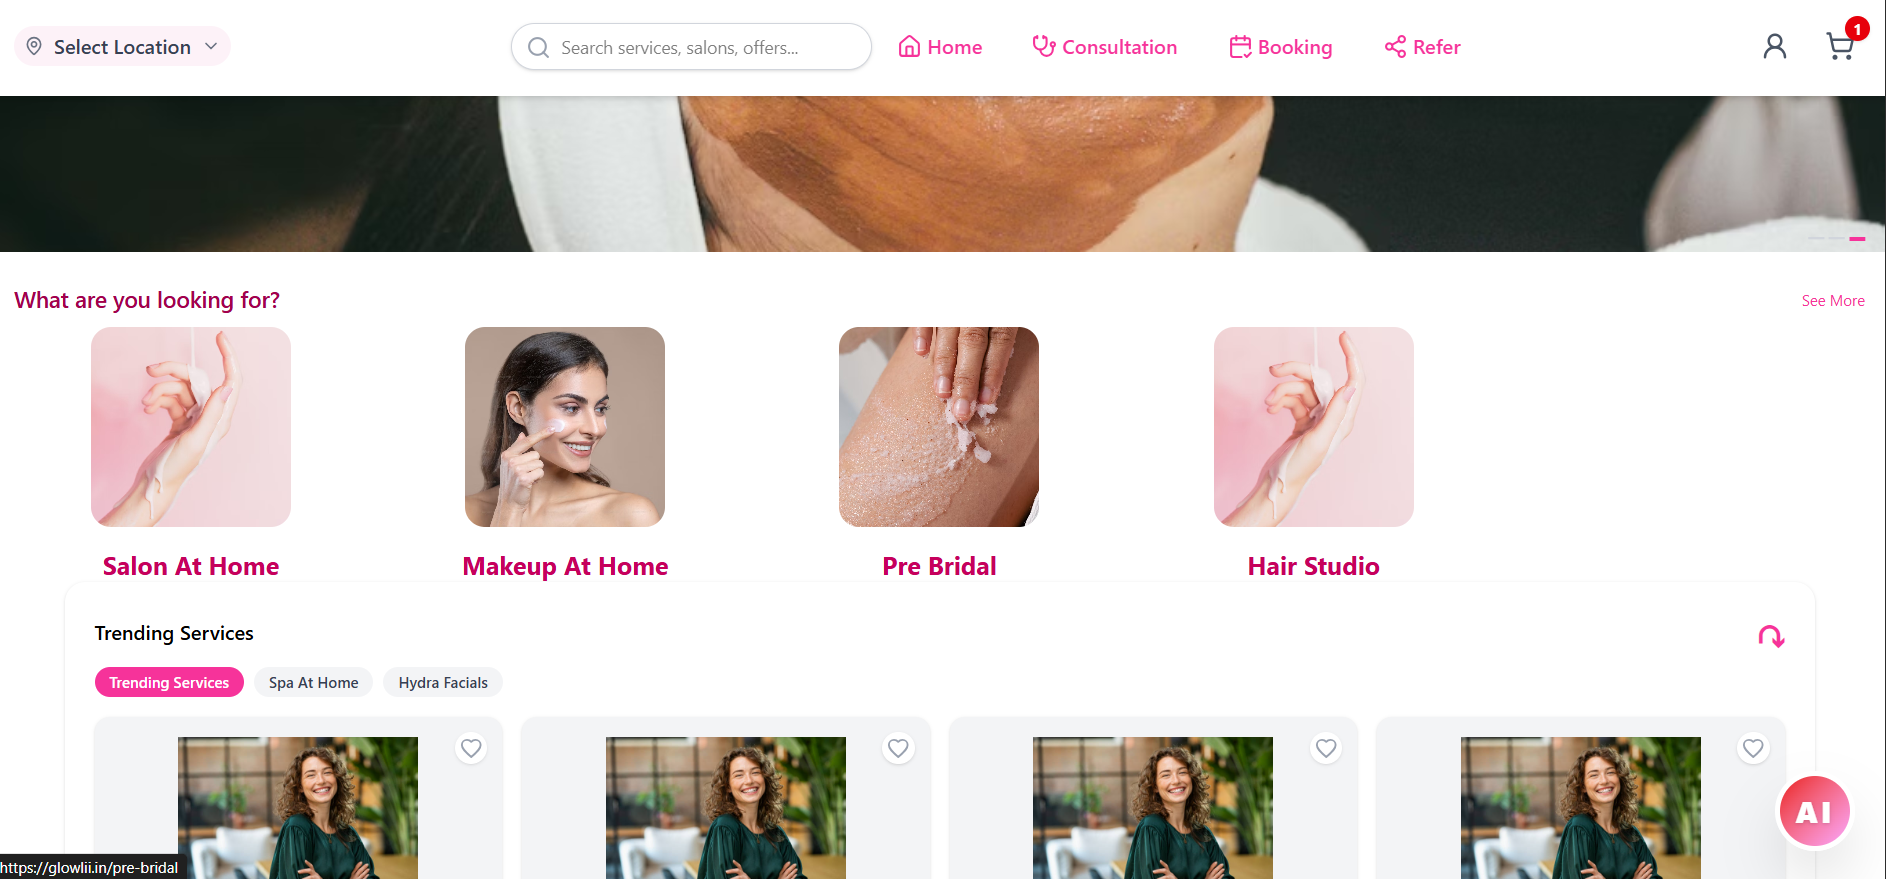 Select Location
Search services, salons, offers...
Home
Consultation
Booking
Refer
1
What are you looking for?
See More
Salon At Home
Makeup At Home
Pre Bridal
Hair Studio
Trending Services
Trending Services
Spa At Home
Hydra Facials
AI
https://glowlii.in/pre-bridal